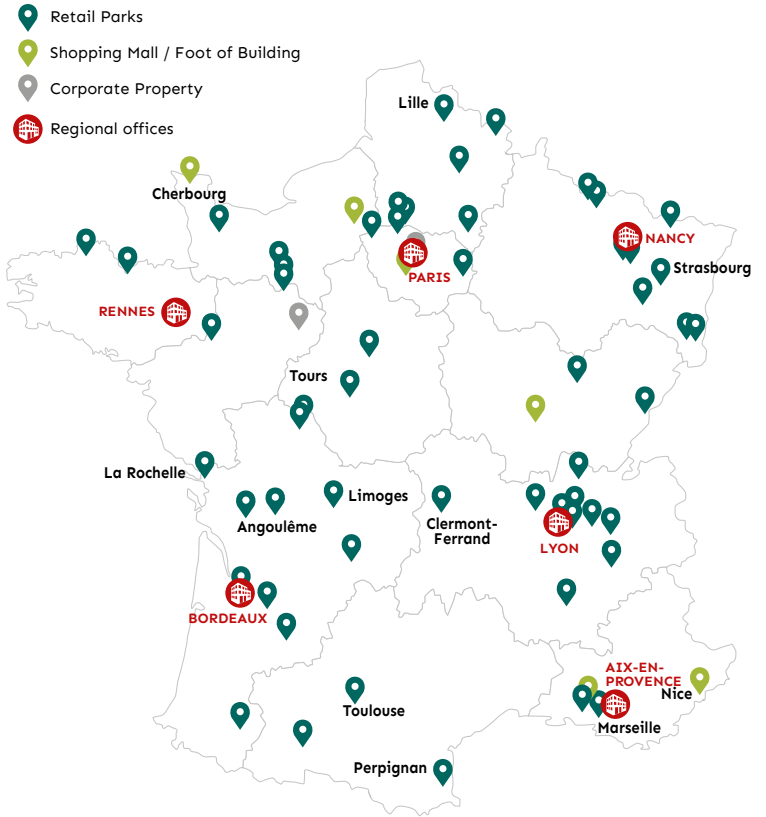 Retail Parks
Shopping Mall / Foot of Building
Corporate Property
Regional offices
Lille
Cherbourg
NANCY
Strasbourg
PARIS
RENNES
Tours
La Rochelle
Limoges
Angoulême
Clermont-
Ferrand
LYON
BORDEAUX
AIX-EN-
PROVENCE
Nice
Toulouse
Marseille
Perpignan